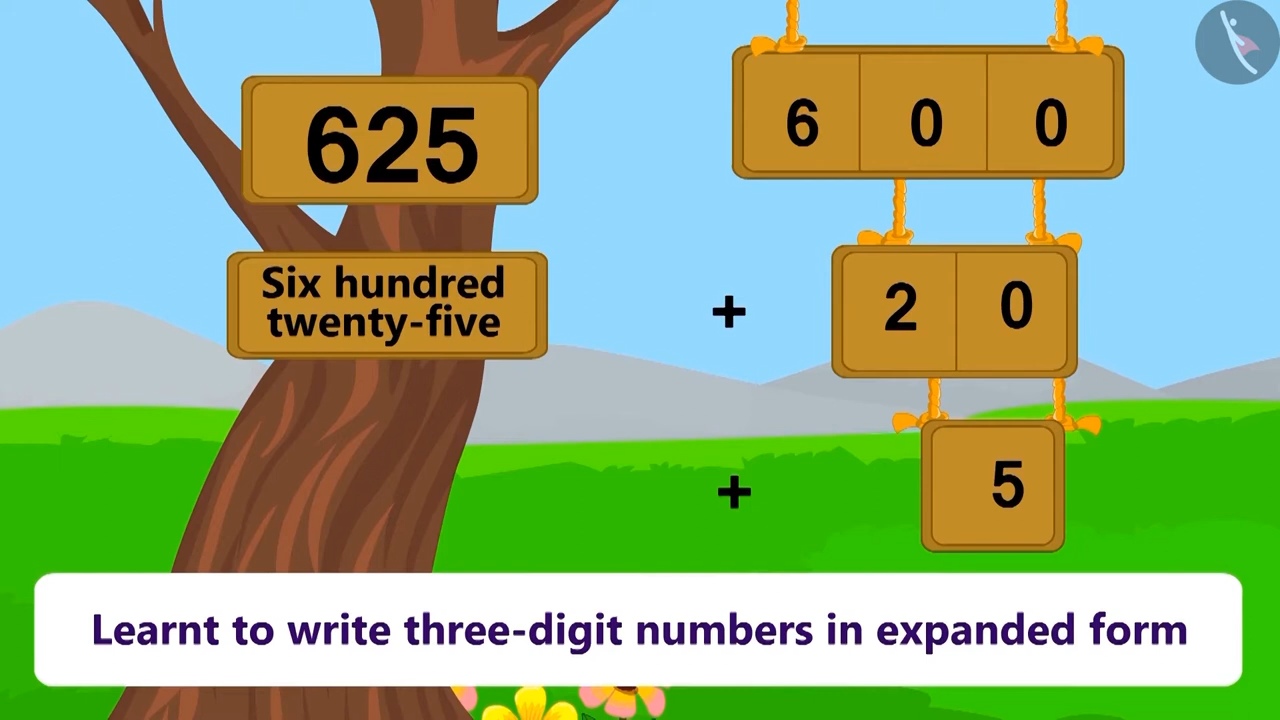 625
Six hundred
twenty-five
6 0 0
+ 2 0
+ 5
Learnt to write three-digit numbers in expanded form